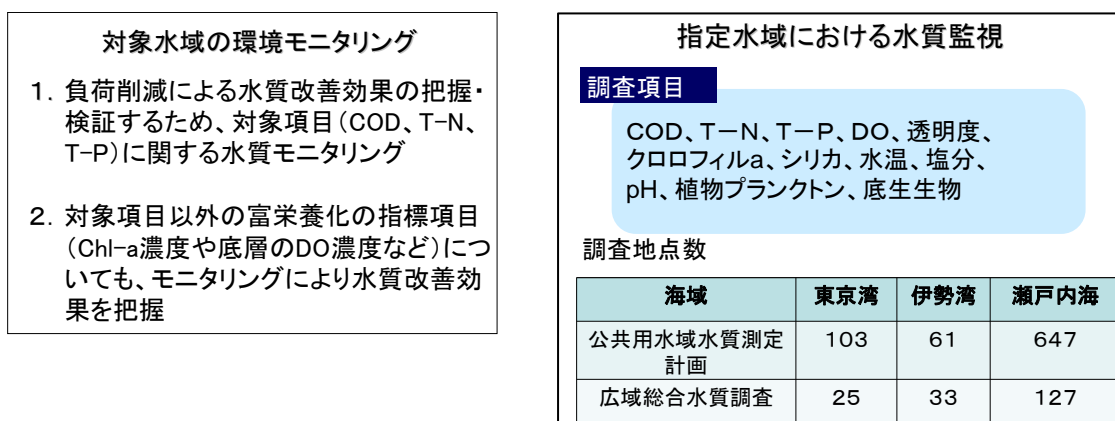 対象水域の環境モニタリング
１．負荷削減による水質改善効果の把握・
検証するため、対象項目（COD、T-N、
T-P）に関する水質モニタリング
２．対象項目以外の富栄養化の指標項目
（Chl-a濃度や底層のDO濃度など）につ
いても、モニタリングにより水質改善効
果を把握
指定水域における水質監視
調査項目
COD、T－N、T－P、DO、透明度、
クロロフィルa、シリカ、水温、塩分、
pH、植物プランクトン、底生生物
調査地点数
海域 東京湾 伊勢湾 瀬戸内海
公共用水域水質測定
計画 １０３ ６１ ６４７
広域総合水質調査 ２５ ３３ １２７